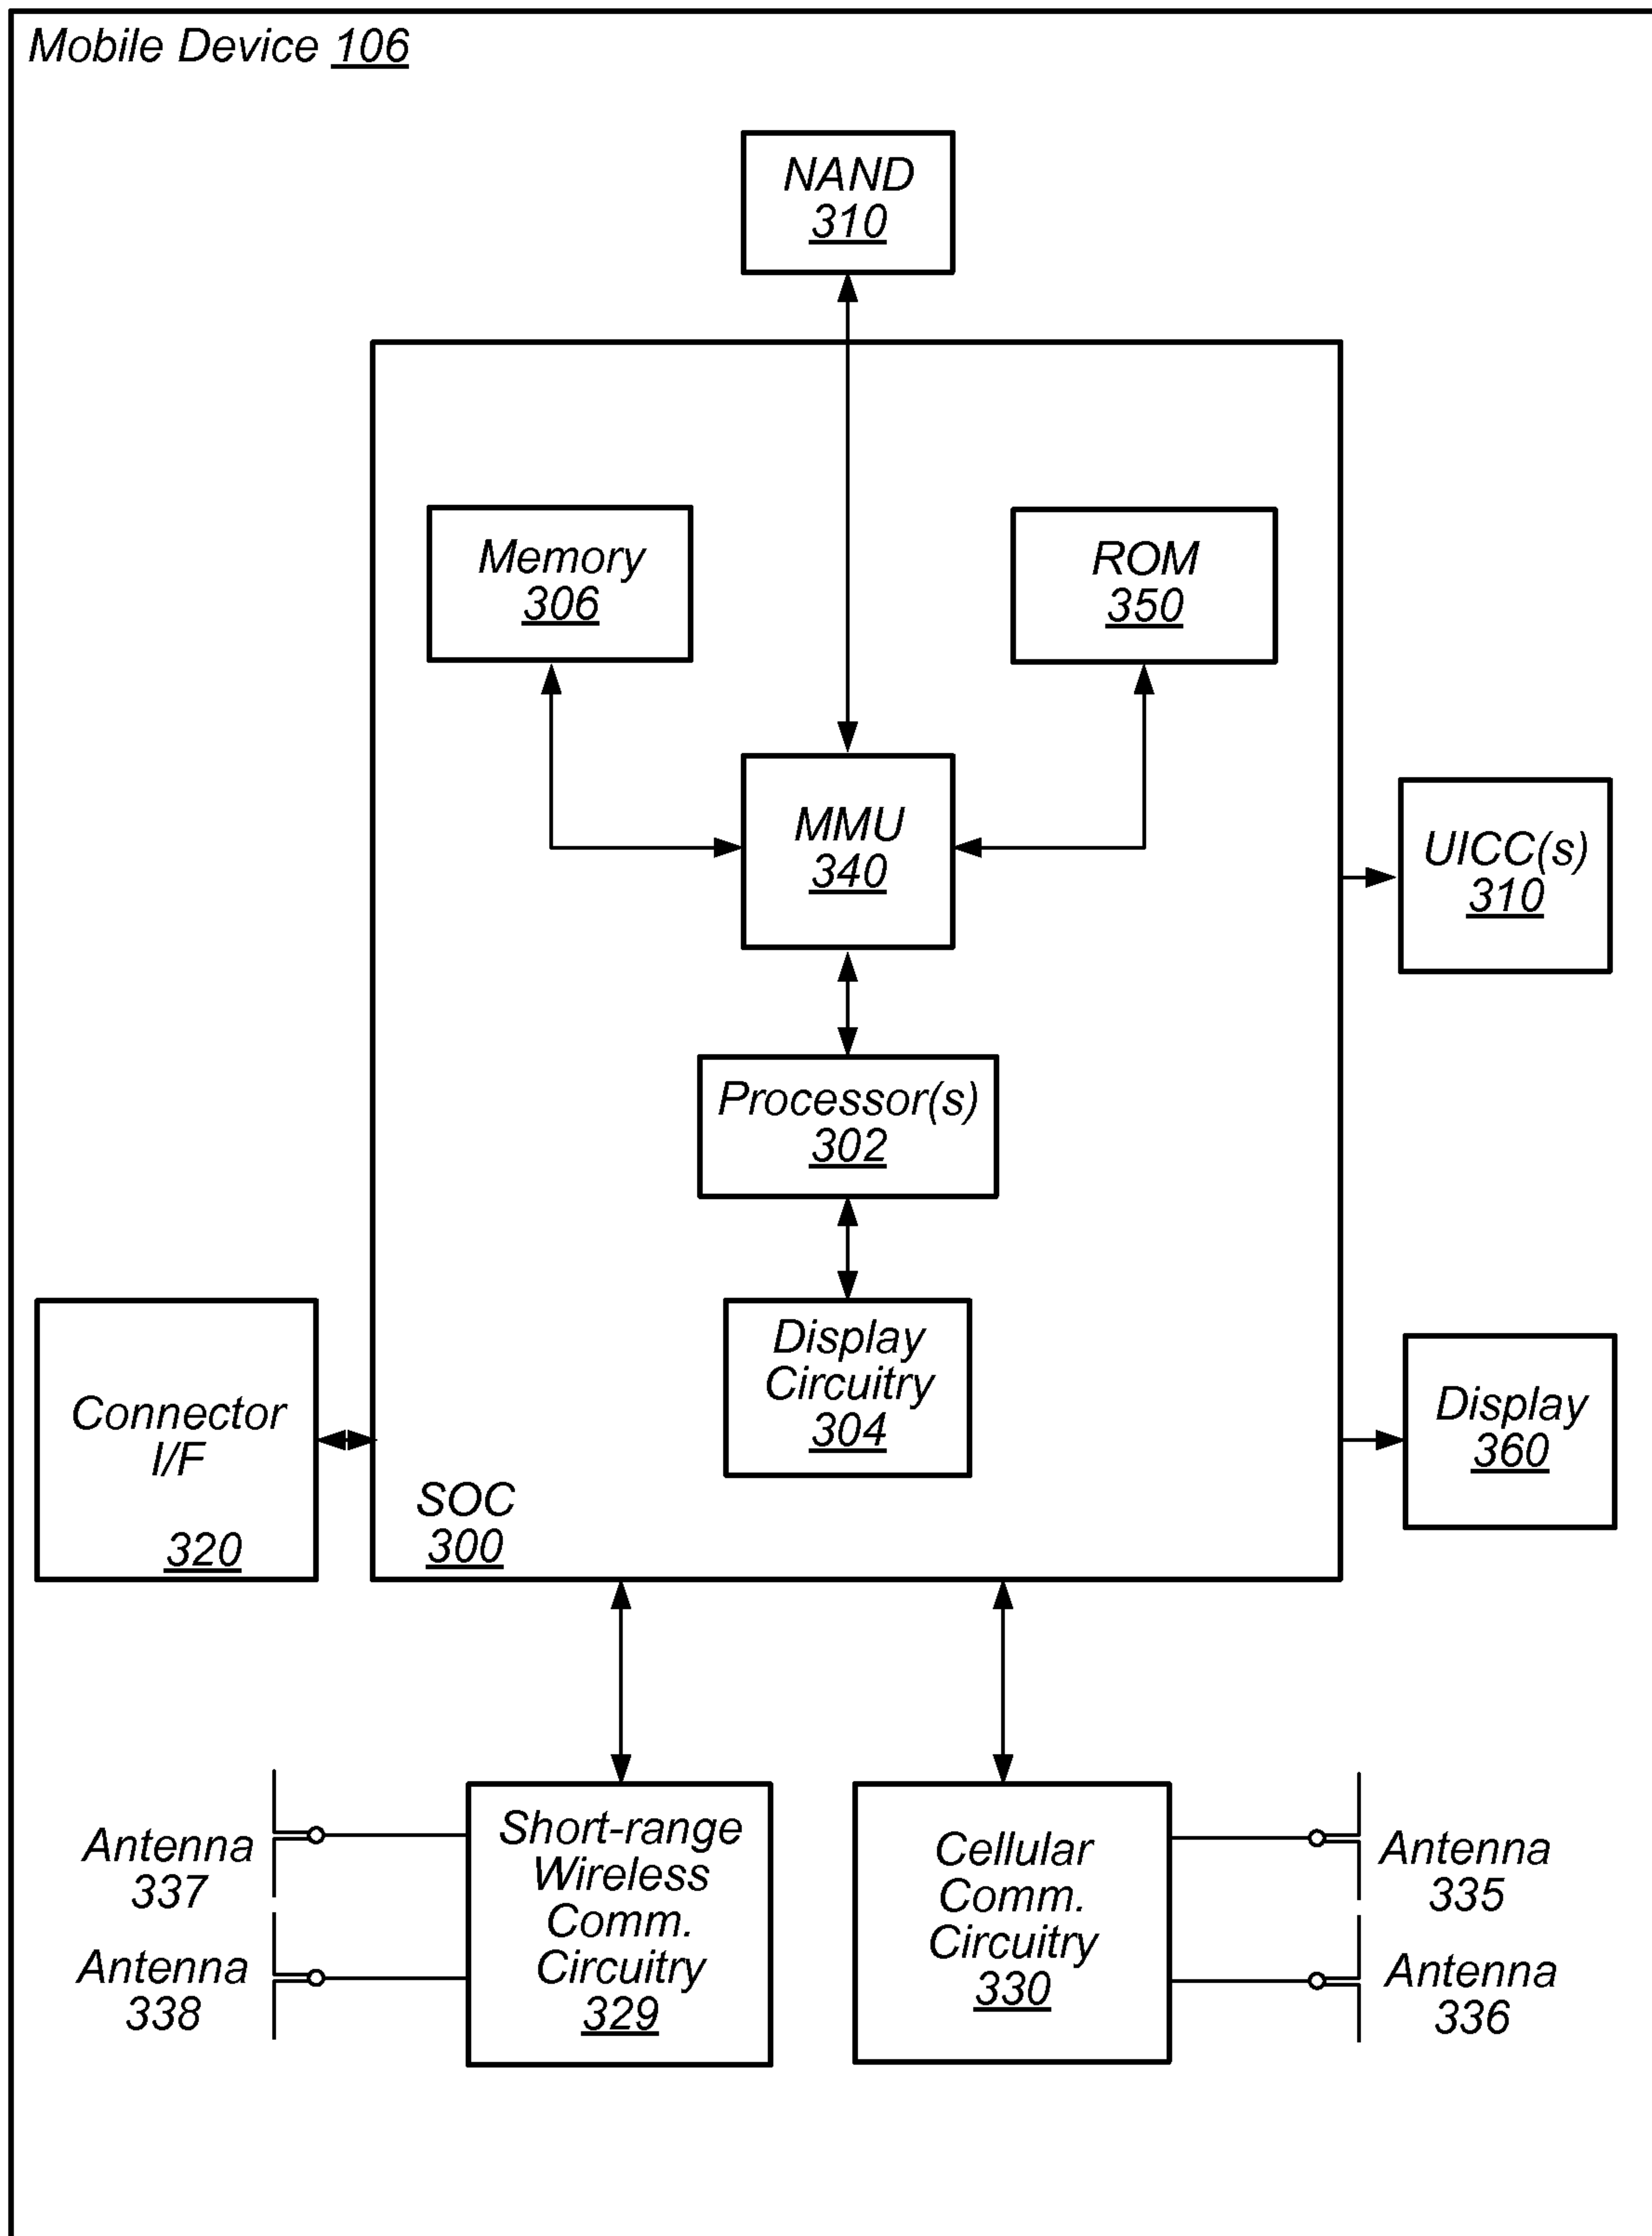 Mobile Device 106
NAND
310
Memory
306
ROM
350
MMU
340
UICC(s)
310
Processor(s)
302
Display
Circuitry
304
Connector
I/F
320
Display
360
SOC
300
Antenna
337
Antenna
338
Short-range
Wireless
Comm.
Circuitry
329
Cellular
Comm.
Circuitry
330
Antenna
335
Antenna
336